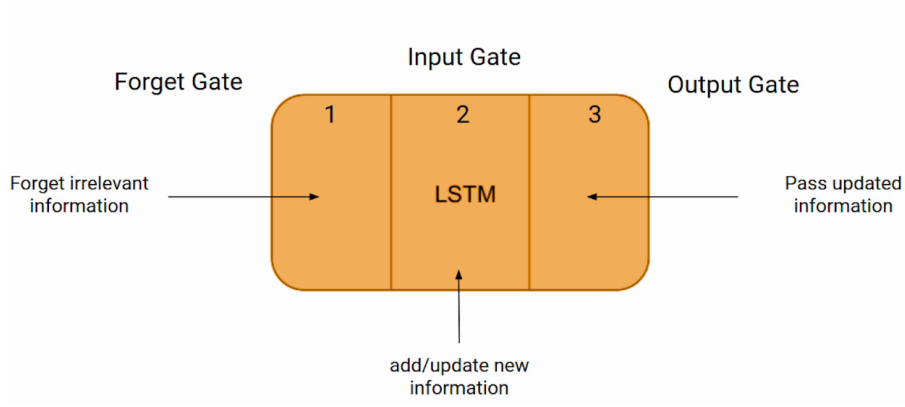 Input Gate
Forget Gate
Output Gate
1
2
3
Forget irrelevant
information
LSTM
Pass updated
information
add/update new
information